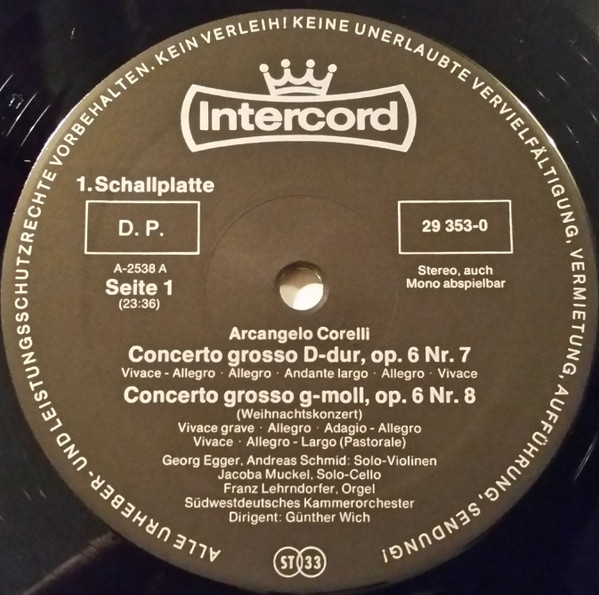 ALLE URHEBER- UND LEISTUNGSSCHUTZRECHTE VORBEHALTEN. KEIN VERLEIH! KEINE UNERLAUBTE VERVIELFÄLTIGUNG, VERMIETUNG, AUFFÜHRUNG, SENDUNG!
Intercord
1. Schallplatte
D. P.
29 353-0
A-2538 A
Seite 1
(23:36)
Stereo, auch
Mono abspielbar
Arcangelo Corelli
Concerto grosso D-dur, op. 6 Nr. 7
Vivace - Allegro · Allegro · Andante largo · Allegro · Vivace
Concerto grosso g-moll, op. 6 Nr. 8
(Weihnachtskonzert)
Vivace grave · Allegro · Adagio - Allegro
Vivace · Allegro - Largo (Pastorale)
Georg Egger, Andreas Schmid: Solo-Violinen
Jacoba Muckel, Solo-Cello
Franz Lehrndorfer, Orgel
Südwestdeutsches Kammerorchester
Dirigent: Günther Wich
ST 33